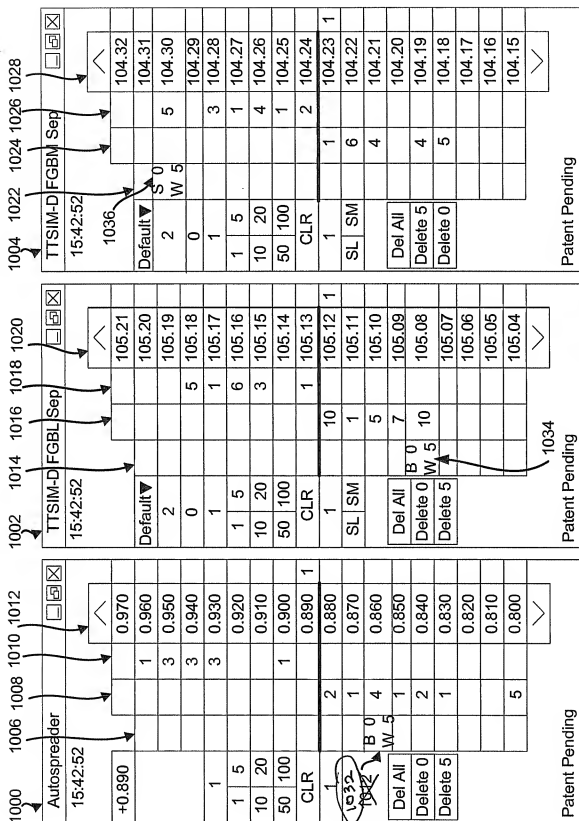 1000 1006 1008 1010 1012
Autospreader
15:42:52
+0.890 0.970
1 0.960
3 0.950
3 0.940
1 3 0.930
1 5 0.920
10 20 0.910
50 100 1 0.900
CLR 0.890 1
1 2 0.880
1032 1 0.870
B 0 4 0.860
W 5
Del All 1 0.850
Delete 0 2 0.840
Delete 5 1 0.830
0.820
0.810
5 0.800
Patent Pending
1002 1014 1016 1018 1020
TTSIM-D FGBL Sep
15:42:52
105.21
Default 105.20
2 105.19
0 5 105.18
1 1 105.17
1 5 6 105.16
10 20 3 105.15
50 100 105.14
CLR 1 105.13
1 10 105.12 1
SL SM 1 105.11
5 105.10
Del All 7 105.09
Delete 0 B 0 10 105.08
W 5
Delete 5 105.07
105.06
105.05
105.04
1034
Patent Pending
1004 1022 1024 1026 1028
TTSIM-D FGBM Sep
15:42:52
1036
104.32
Default 104.31
2 S 0 5 104.30
W 5
0 104.29
1 3 104.28
1 5 1 104.27
10 20 4 104.26
50 100 1 104.25
CLR 2 104.24
1 1 104.23 1
SL SM 6 104.22
4 104.21
Del All 104.20
Delete 5 4 104.19
Delete 0 5 104.18
104.17
104.16
104.15
Patent Pending